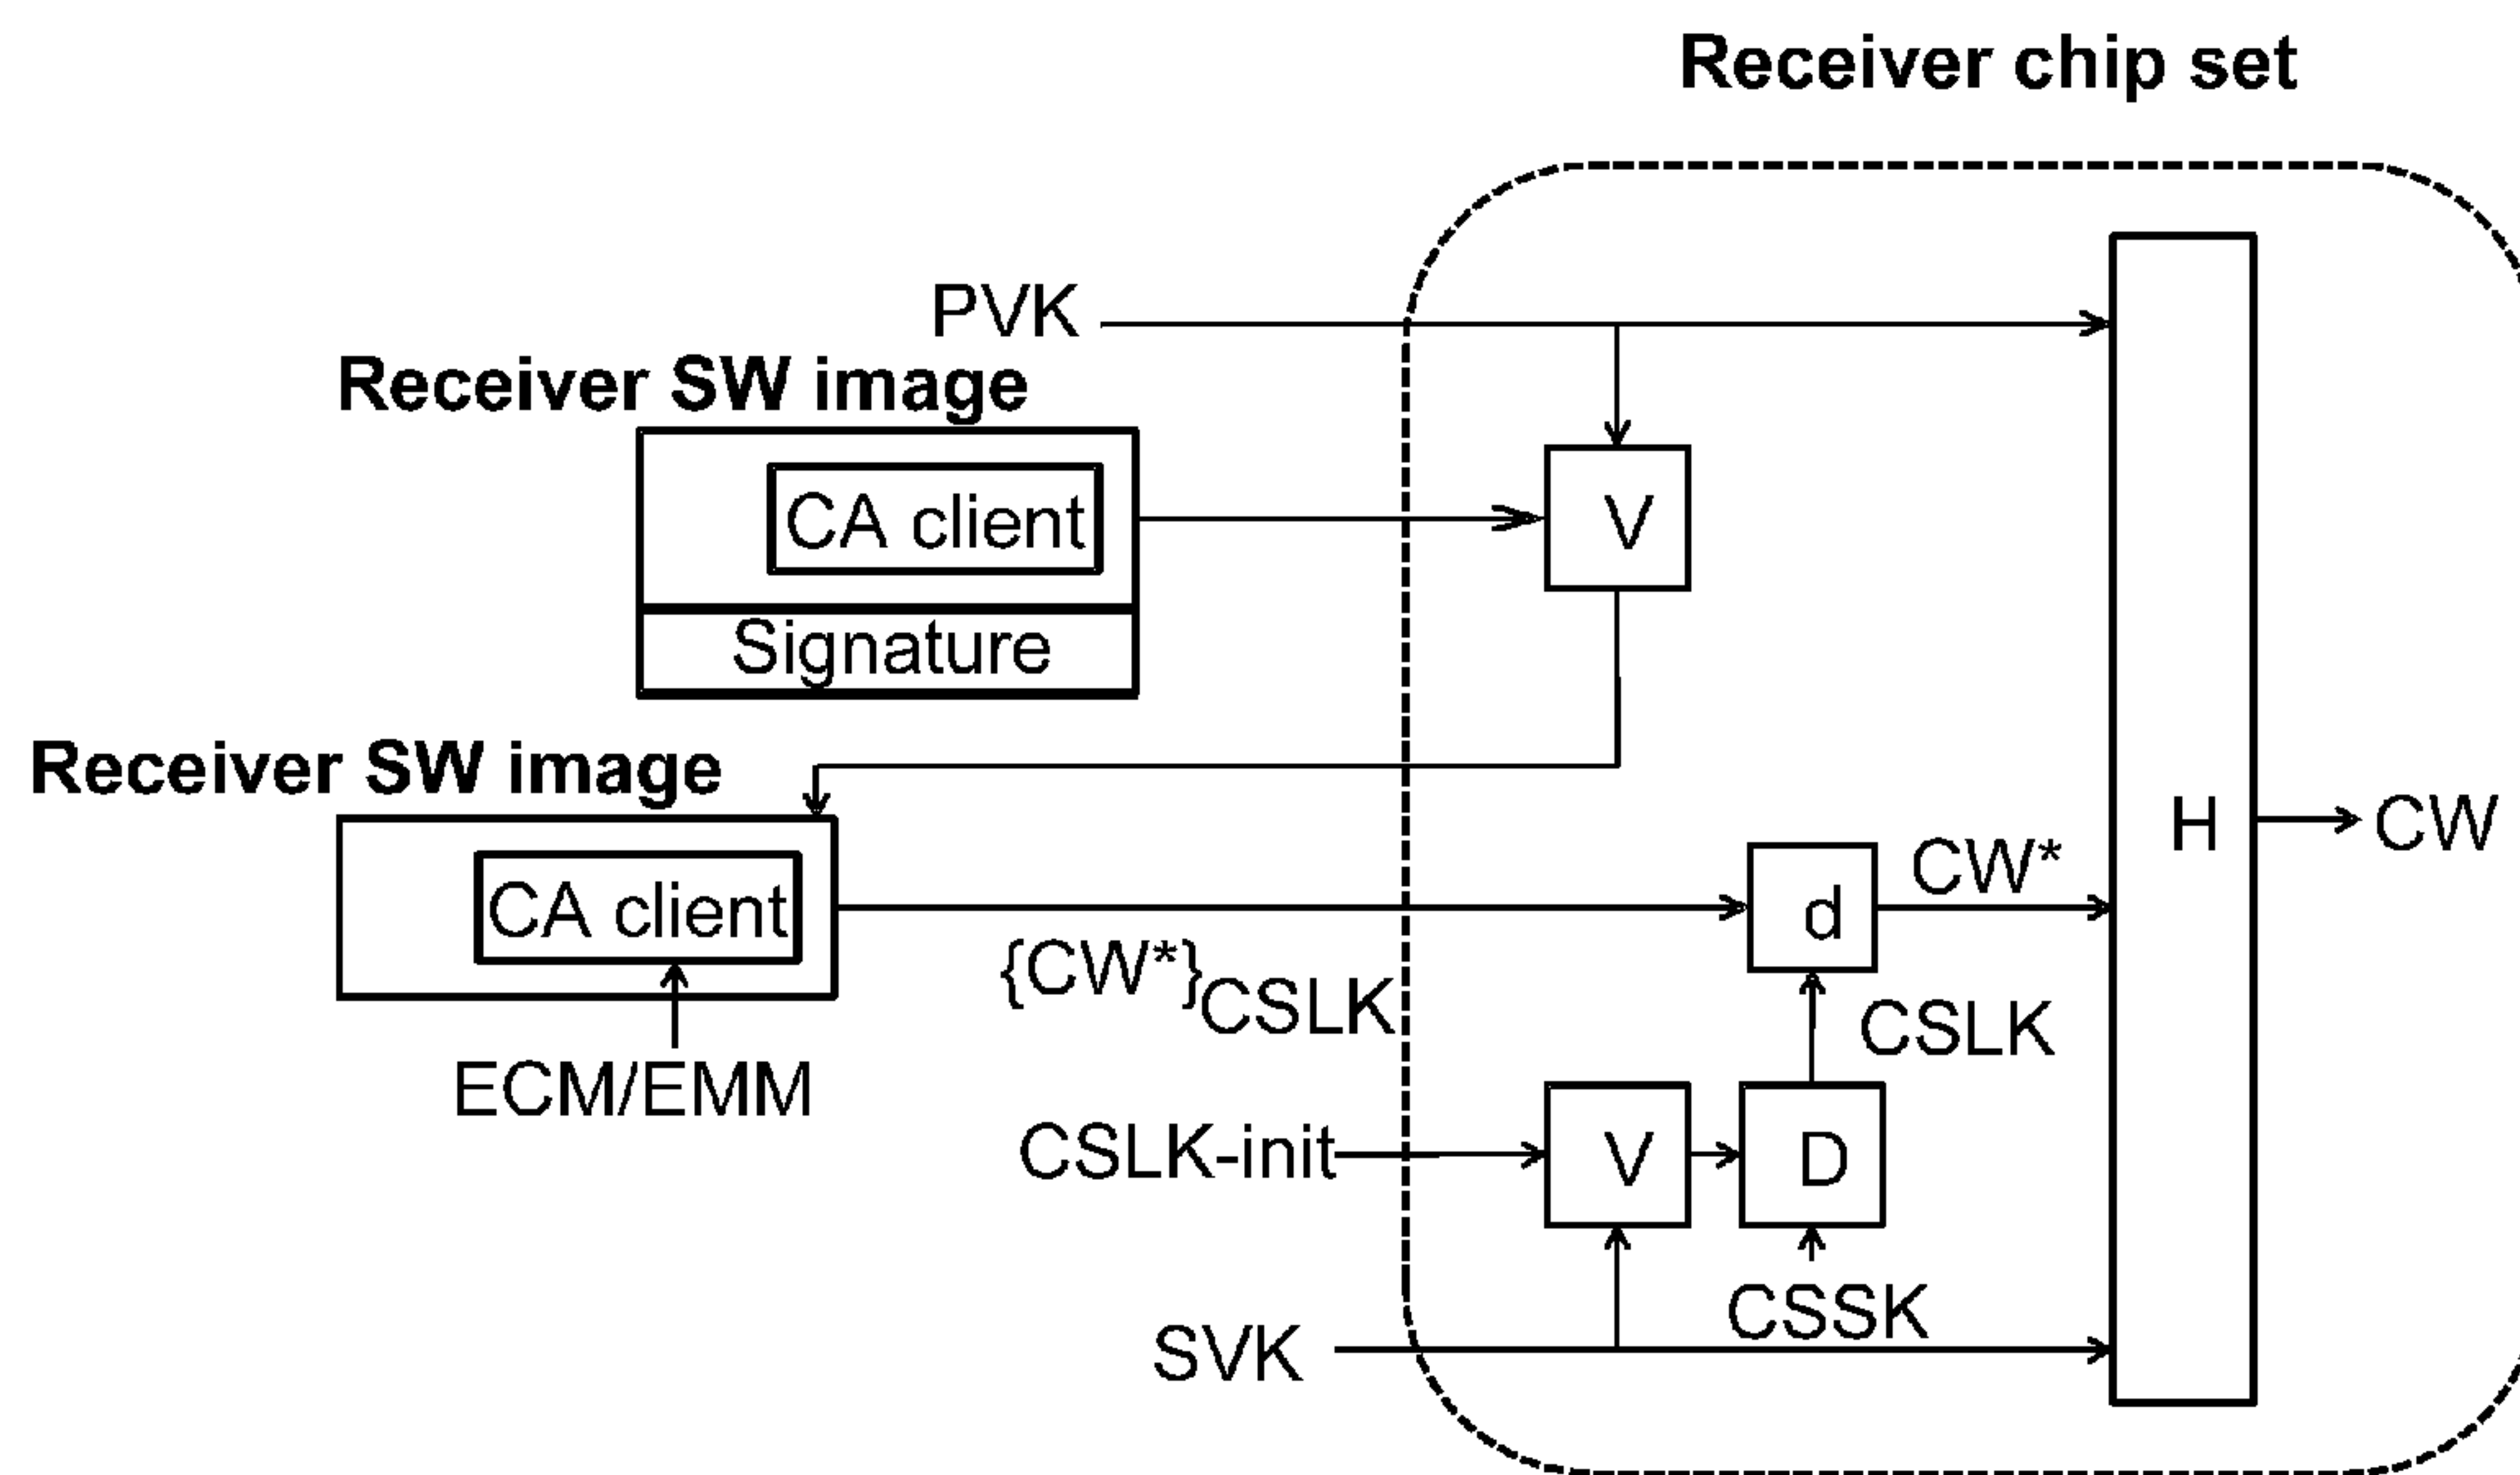 Receiver chip set
PVK
Receiver SW image
CA client
V
Signature
Receiver SW image
H
CW
CW*
CA client
d
{CW*}CSLK
CSLK
ECM/EMM
CSLK-init
V
D
CSSK
SVK